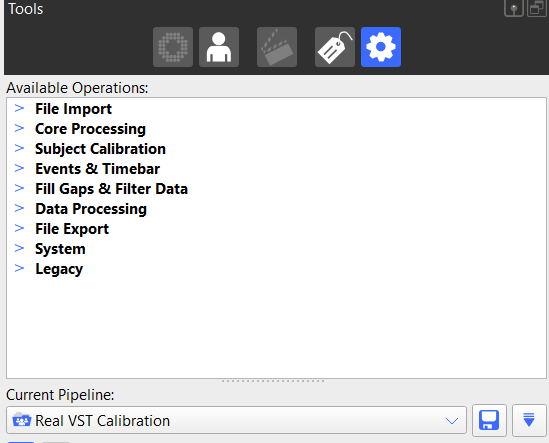 Tools
Available Operations:
> File Import
> Core Processing
> Subject Calibration
> Events & Timebar
> Fill Gaps & Filter Data
> Data Processing
> File Export
> System
> Legacy
Current Pipeline:
Real VST Calibration